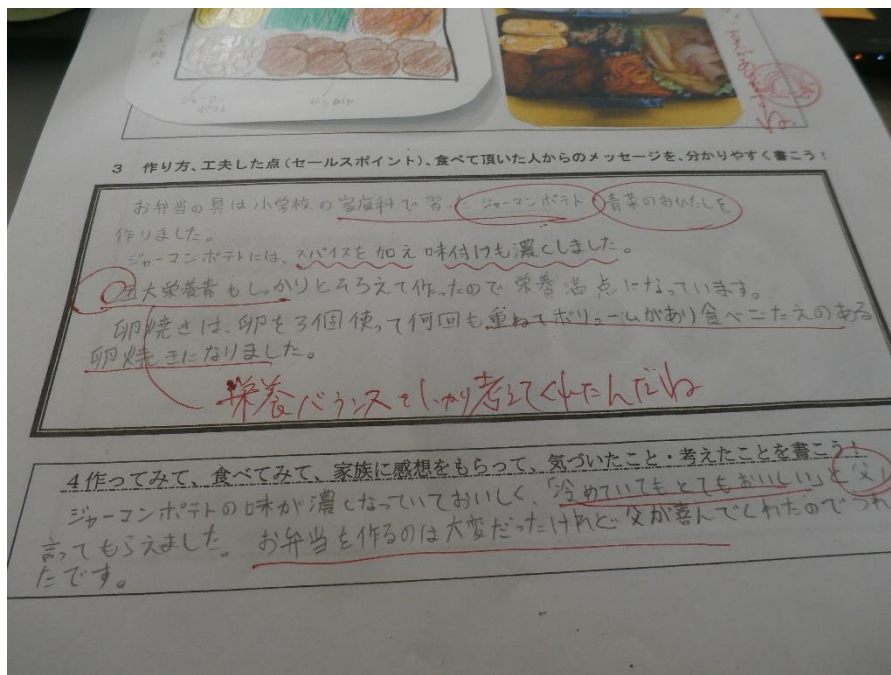 ジャーマン
ポテト
3 作り方、工夫した点(セールスポイント)、食べて頂いた人からのメッセージを、分かりやすく書こう!
お弁当の具は小学校の家庭科で習ったジャーマンポテト・青菜のおひたしを
作りました。
ジャーマンポテトには、スパイスを加え味付けも濃くしました。
五大栄養素もしっかりとそろえて作ったので栄養満点になっています。
卵焼きは、卵を3個使って何回も重ねてボリュームがあり食べごたえのある
卵焼きになりました。
栄養バランスをしっかり考えてくれたんだね
4作ってみて、食べてみて、家族に感想をもらって、気づいたこと・考えたことを書こう!
ジャーマンポテトの味が濃くなっていておいしく、「冷めていてもとてもおいしい」と父
言ってもらえました。お弁当を作るのは大変だったけれど父が喜んでくれたのでうれ
たです。